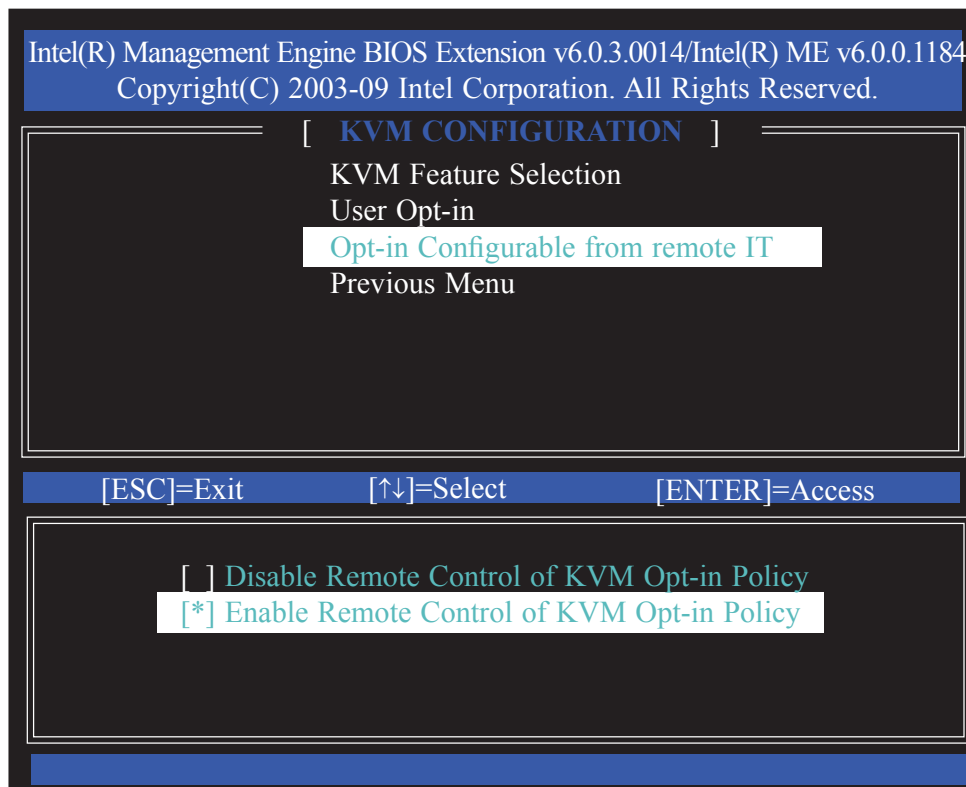 Intel(R) Management Engine BIOS Extension v6.0.3.0014/Intel(R) ME v6.0.0.1184
Copyright(C) 2003-09 Intel Corporation. All Rights Reserved.
[ KVM CONFIGURATION ]
KVM Feature Selection
User Opt-in
Opt-in Configurable from remote IT
Previous Menu
[ESC]=Exit [↑↓]=Select [ENTER]=Access
[ ] Disable Remote Control of KVM Opt-in Policy
[*] Enable Remote Control of KVM Opt-in Policy